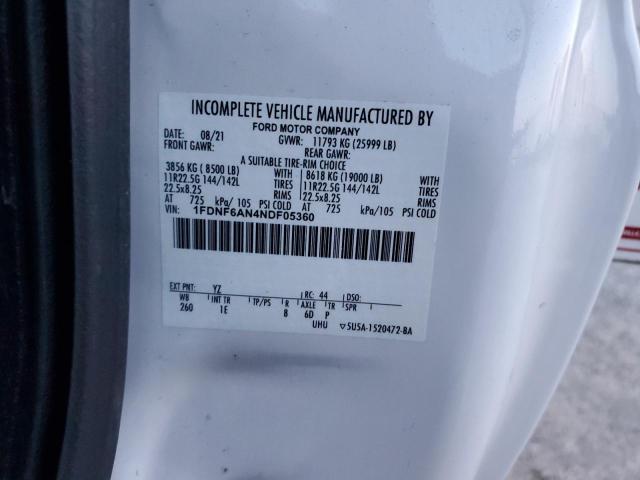 INCOMPLETE VEHICLE MANUFACTURED BY
FORD MOTOR COMPANY
DATE: 08/21 GVWR: 11793 KG (25999 LB)
FRONT GAWR: REAR GAWR:
A SUITABLE TIRE-RIM CHOICE
3856 KG ( 8500 LB) WITH 8618 KG (19000 LB) WITH
11R22.5G 144/142L TIRES 11R22.5G 144/142L TIRES
22.5x8.25 RIMS 22.5x8.25 RIMS
AT 725 kPa/ 105 PSI COLD AT 725 kPa/105 PSI COLD
VIN: 1FDNF6AN4NDF05360
EXT PNT: YZ RC: 44 DSO:
WB INT TR TP/PS R AXLE TR SPR
260 1E 8 6D P
UHU ▽5U5A-1520472-BA